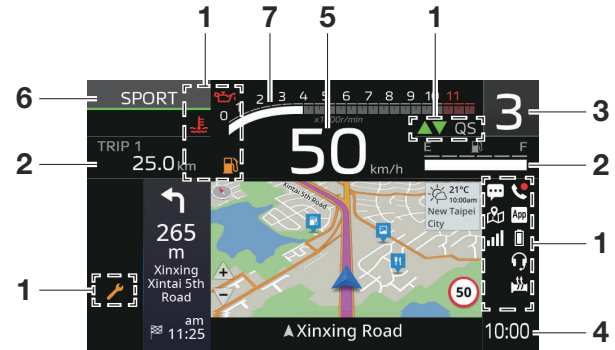 1
7
5
1
6
SPORT
2 3 4 5 6 7 8 9 10 11
0
x1000r/min
3
3
QS
TRIP 1
25.0 km
2
50
km/h
E F
2
Xintai 5th Road
21°C
10:00am
New Taipei
City
265
m
Xinxing
Xintai 5th
Road
am
11:25
App
1
1
+
−
50
Xinxing Road
10:00
4